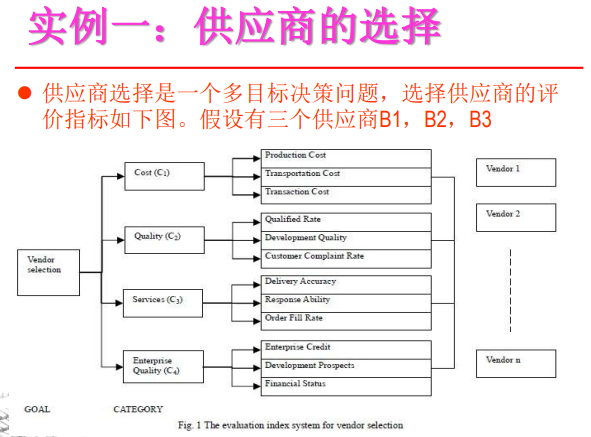 实例一：供应商的选择
供应商选择是一个多目标决策问题，选择供应商的评
价指标如下图。假设有三个供应商B1，B2，B3
Vendor
selection
Cost (C1)
Quality (C2)
Services (C3)
Enterprise
Quality (C4)
Production Cost
Transportation Cost
Transaction Cost
Qualified Rate
Development Quality
Customer Complaint Rate
Delivery Accuracy
Response Ability
Order Fill Rate
Enterprise Credit
Development Prospects
Financial Status
Vendor 1
Vendor 2
Vendor n
GOAL
CATEGORY
Fig. 1 The evaluation index system for vendor selection